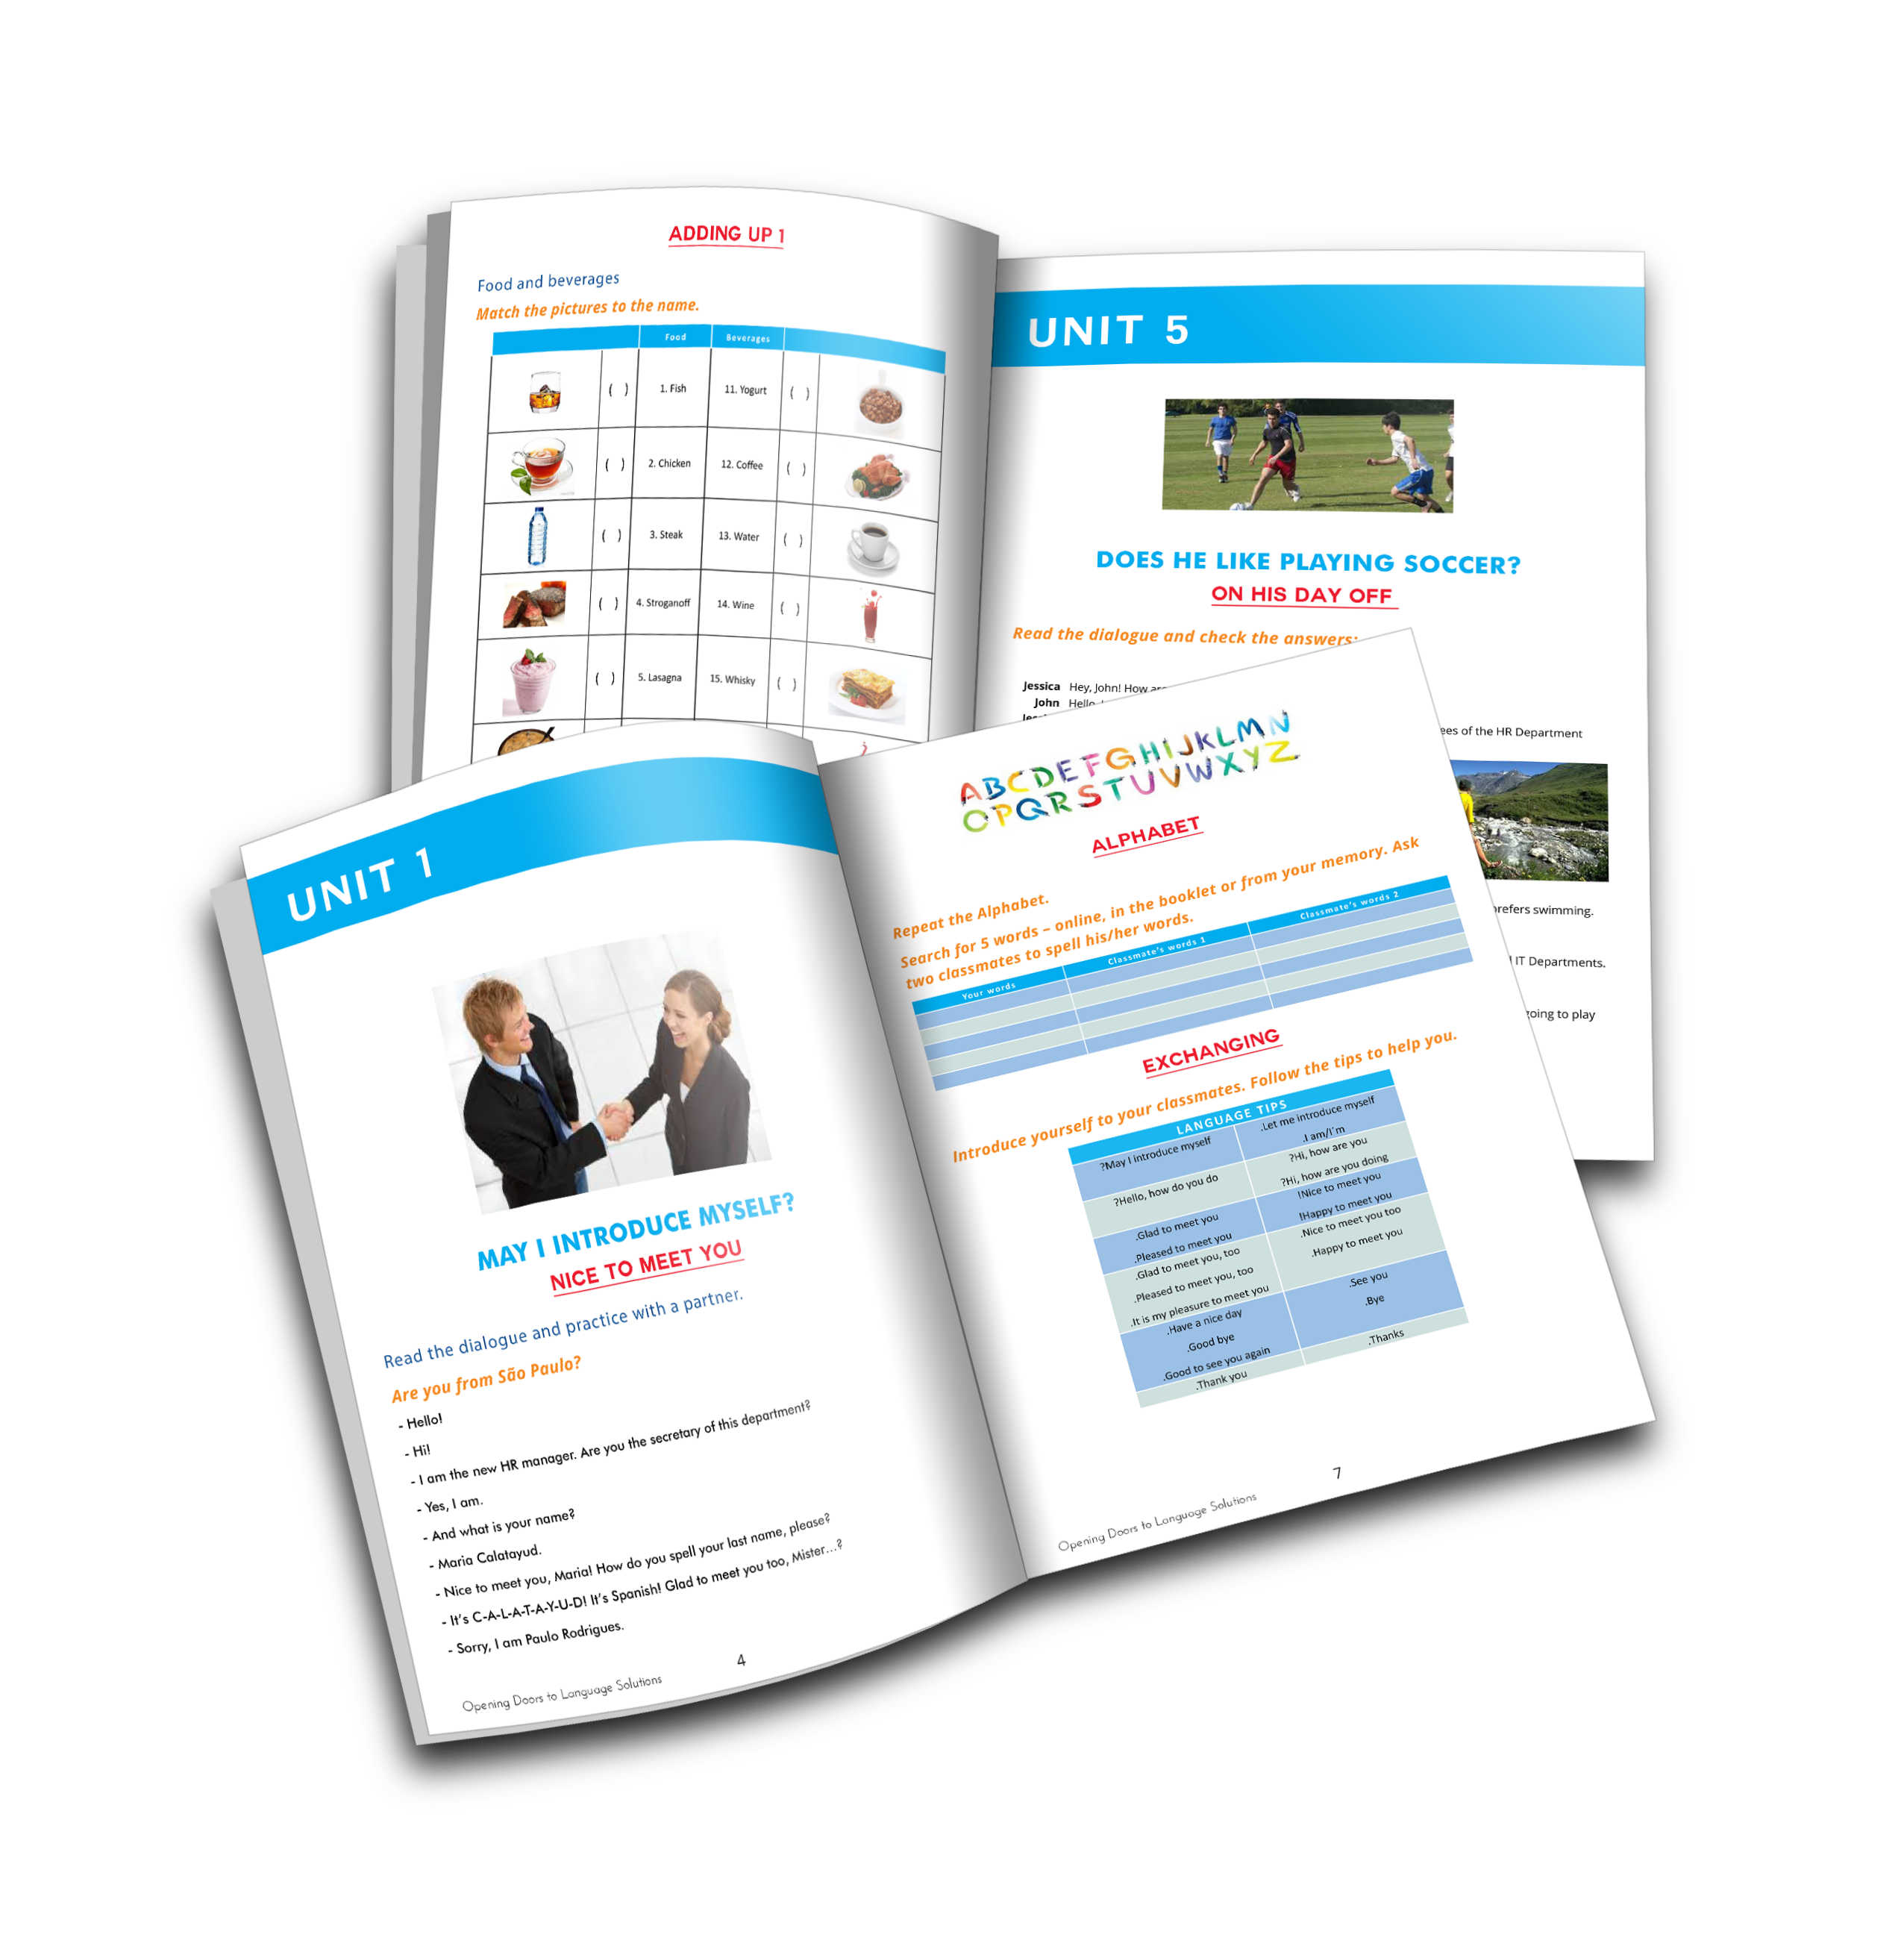 ADDING UP 1
Food and beverages
Match the pictures to the name.
Food Beverages
( ) 1. Fish 11. Yogurt ( )
( ) 2. Chicken 12. Coffee ( )
( ) 3. Steak 13. Water ( )
( ) 4. Stroganoff 14. Wine ( )
( ) 5. Lasagna 15. Whisky ( )
UNIT 5
DOES HE LIKE PLAYING SOCCER?
ON HIS DAY OFF
Read the dialogue and check the answers:
Jessica Hey, John! How
John Hello
of the HR Department
prefers swimming.
IT Departments.
going to play
UNIT 1
MAY I INTRODUCE MYSELF?
NICE TO MEET YOU
Read the dialogue and practice with a partner.
Are you from São Paulo?
- Hello!
- Hi!
- I am the new HR manager. Are you the secretary of this department?
- Yes, I am.
- And what is your name?
- Maria Calatayud.
- Nice to meet you, Maria! How do you spell your last name, please?
- It's C-A-L-A-T-A-Y-U-D! It's Spanish! Glad to meet you too, Mister...?
- Sorry, I am Paulo Rodrigues.
4
Opening Doors to Language Solutions
ABCDEFGHIJKLMN
OPQRSTUVWXYZ
ALPHABET
Repeat the Alphabet.
Search for 5 words – online, in the booklet or from your memory. Ask
two classmates to spell his/her words.
Your words Classmate's words 1 Classmate's words 2
EXCHANGING
Introduce yourself to your classmates. Follow the tips to help you.
LANGUAGE TIPS
?May I introduce myself
.Let me introduce myself
.I am/I´m
?Hello, how do you do
?Hi, how are you
?Hi, how are you doing
.Glad to meet you
.Pleased to meet you
!Nice to meet you
!Happy to meet you
.Glad to meet you, too
.Pleased to meet you, too
.It is my pleasure to meet you
.Nice to meet you too
.Happy to meet you
.Have a nice day
.Good bye
.Good to see you again
.See you
.Bye
.Thank you
.Thanks
7
Opening Doors to Language Solutions